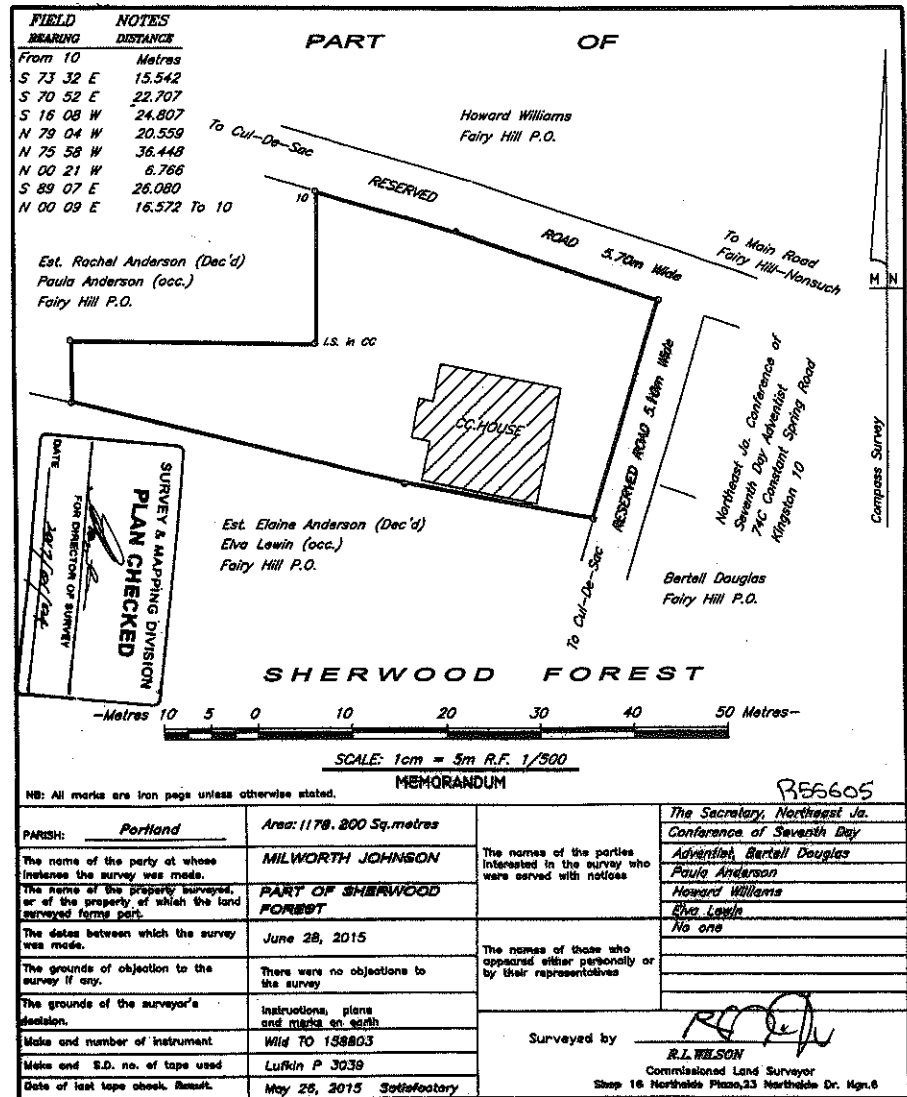 FIELD NOTES
BEARING DISTANCE
From 10 Metres
S 73 32 E 15.542
S 70 52 E 22.707
S 16 08 W 24.807
N 79 04 W 20.559
N 75 58 W 36.448
N 00 21 W 6.766
S 89 07 E 26.080
N 00 09 E 16.572 To 10
PART OF
Howard Williams
Fairy Hill P.O.
To Cul-De-Sac
RESERVED ROAD 5.70m Wide
To Main Road
Fairy Hill-Nonsuch
10
M N
Compass Survey
Est. Rachel Anderson (Dec'd)
Paula Anderson (occ.)
Fairy Hill P.O.
I.S. in CC
CC.HOUSE
RESERVED ROAD Wide
To Cul-De-Sac
Northeast Ja. Conference of
Seventh Day Adventist
74C Constant Spring Road
Kingston 10
Est. Elaine Anderson (Dec'd)
Elva Lewin (occ.)
Fairy Hill P.O.
Bertell Douglas
Fairy Hill P.O.
SURVEY & MAPPING DIVISION
PLAN CHECKED
FOR DIRECTOR OF SURVEY
DATE
SHERWOOD FOREST
-Metres 10 5 0 10 20 30 40 50 Metres-
SCALE: 1cm = 5m R.F. 1/500
MEMORANDUM
NB: All marks are iron pegs unless otherwise stated.
R55605
PARISH: Portland
Area: 1178.200 Sq.metres
The name of the party at whose
instance the survey was made.
MILWORTH JOHNSON
The name of the property surveyed,
or of the property of which the land
surveyed forms part.
PART OF SHERWOOD
FOREST
The dates between which the survey
was made.
June 28, 2015
The grounds of objection to the
survey if any.
There were no objections to
the survey
The grounds of the surveyor's
decision.
Instructions, plans
and marks on earth
Make and number of instrument
Wild TO 158803
Make and S.D. no. of tape used
Lufkin P 3039
Date of last tape check. Result.
May 25, 2015 Satisfactory
The names of the parties
interested in the survey who
were served with notices
The Secretary, Northeast Ja.
Conference of Seventh Day
Adventist, Bertell Douglas
Paula Anderson
Howard Williams
Elva Lewin
The names of those who
appeared either personally or
by their representatives
No one
Surveyed by
R.L.WILSON
Commissioned Land Surveyor
Shop 16 Northside Plaza,23 Northside Dr. Kgn.6